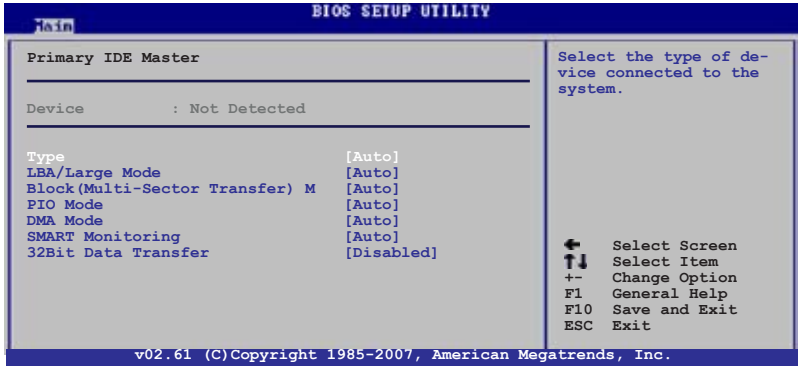 BIOS SETUP UTILITY
Main
Primary IDE Master
Device : Not Detected
Type [Auto]
LBA/Large Mode [Auto]
Block(Multi-Sector Transfer) M [Auto]
PIO Mode [Auto]
DMA Mode [Auto]
SMART Monitoring [Auto]
32Bit Data Transfer [Disabled]
Select the type of de-
vice connected to the
system.
← Select Screen
↑↓ Select Item
+- Change Option
F1 General Help
F10 Save and Exit
ESC Exit
v02.61 (C)Copyright 1985-2007, American Megatrends, Inc.